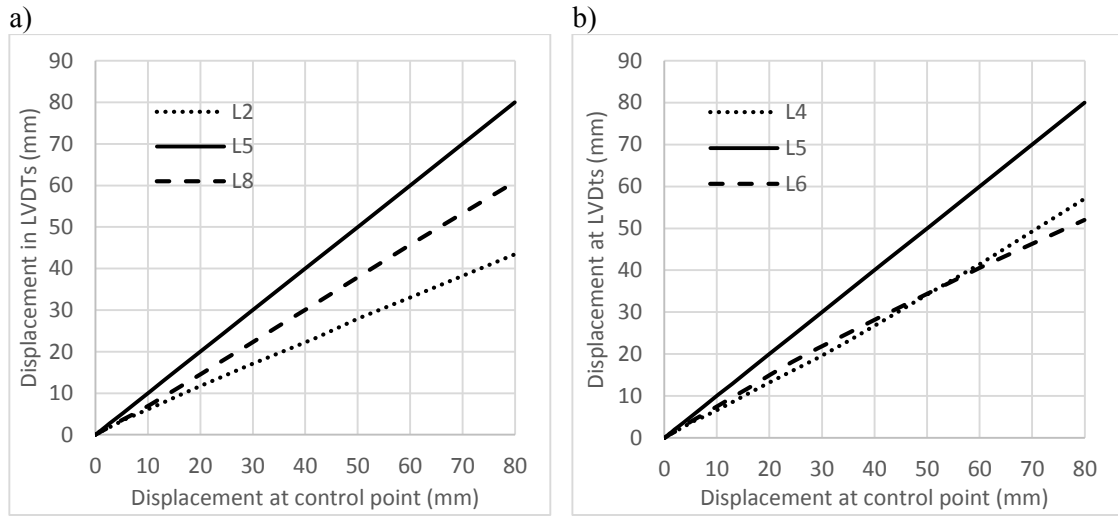 a)
90
80
70
60
50
40
30
20
10
0
Displacement in LVDTs (mm)
L2
L5
L8
0 10 20 30 40 50 60 70 80
Displacement at control point (mm)
b)
90
80
70
60
50
40
30
20
10
0
Displacement at LVDts (mm)
L4
L5
L6
0 10 20 30 40 50 60 70 80
Displacement at control point (mm)